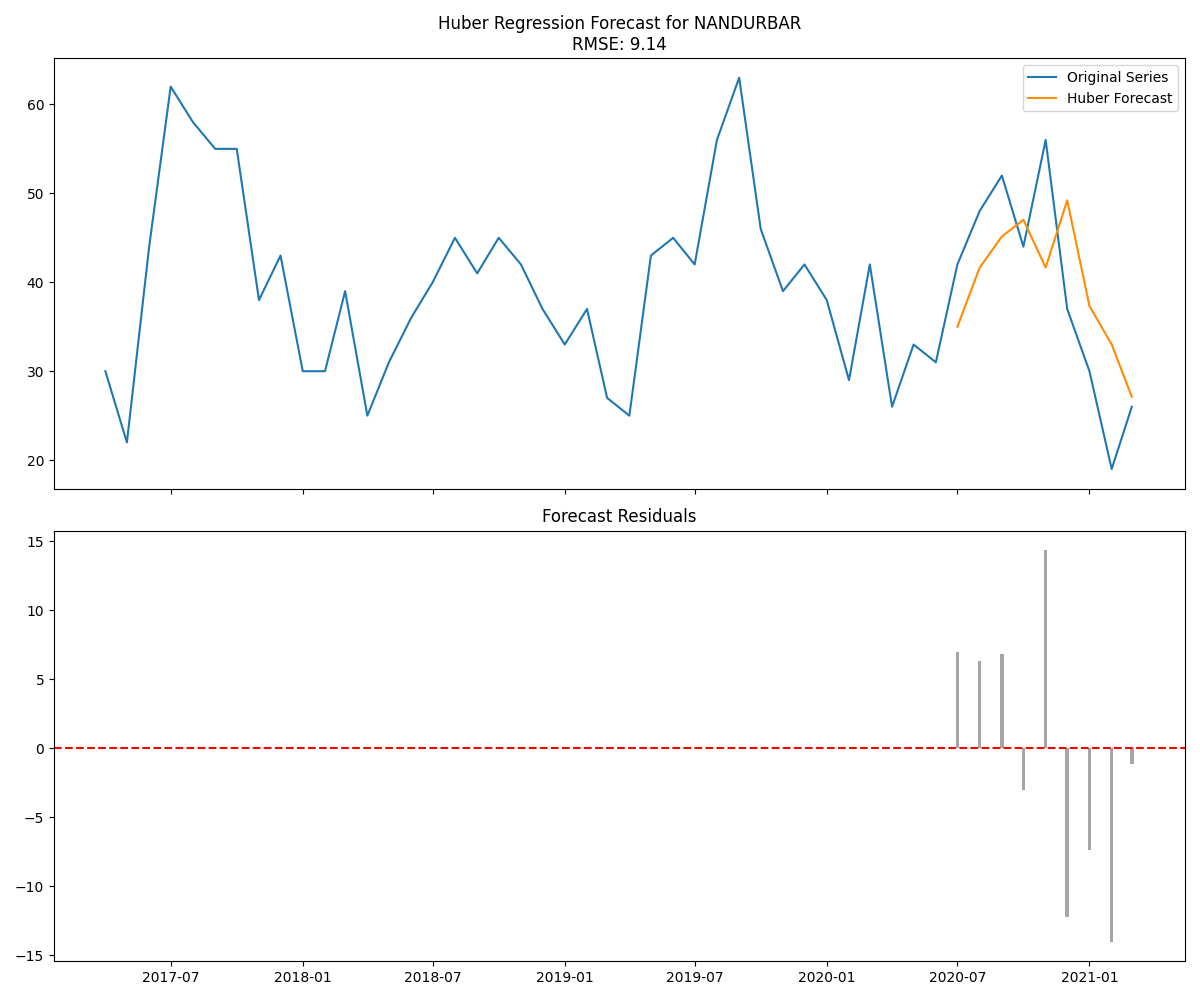 Huber Regression Forecast for NANDURBAR
RMSE: 9.14
Original Series
Huber Forecast
60
50
40
30
20
Forecast Residuals
15
10
5
0
−5
−10
−15
2017-07 2018-01 2018-07 2019-01 2019-07 2020-01 2020-07 2021-01